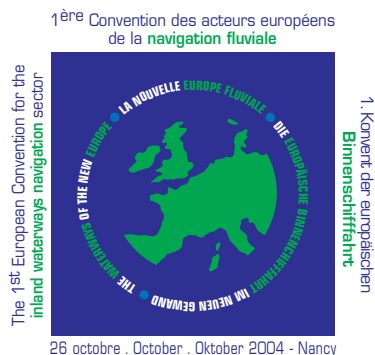 1ère Convention des acteurs européens
de la navigation fluviale
The 1st European Convention for the
inland waterways navigation sector
LA NOUVELLE EUROPE FLUVIALE
DIE EUROPÄISCHE BINNENCHIFFFAHRT IM NEUEN GEWAND
THE WATERWAYS OF THE NEW EUROPE
1. Konvent der europäischen
Binnenschifffahrt
26 octobre . October . Oktober 2004 - Nancy